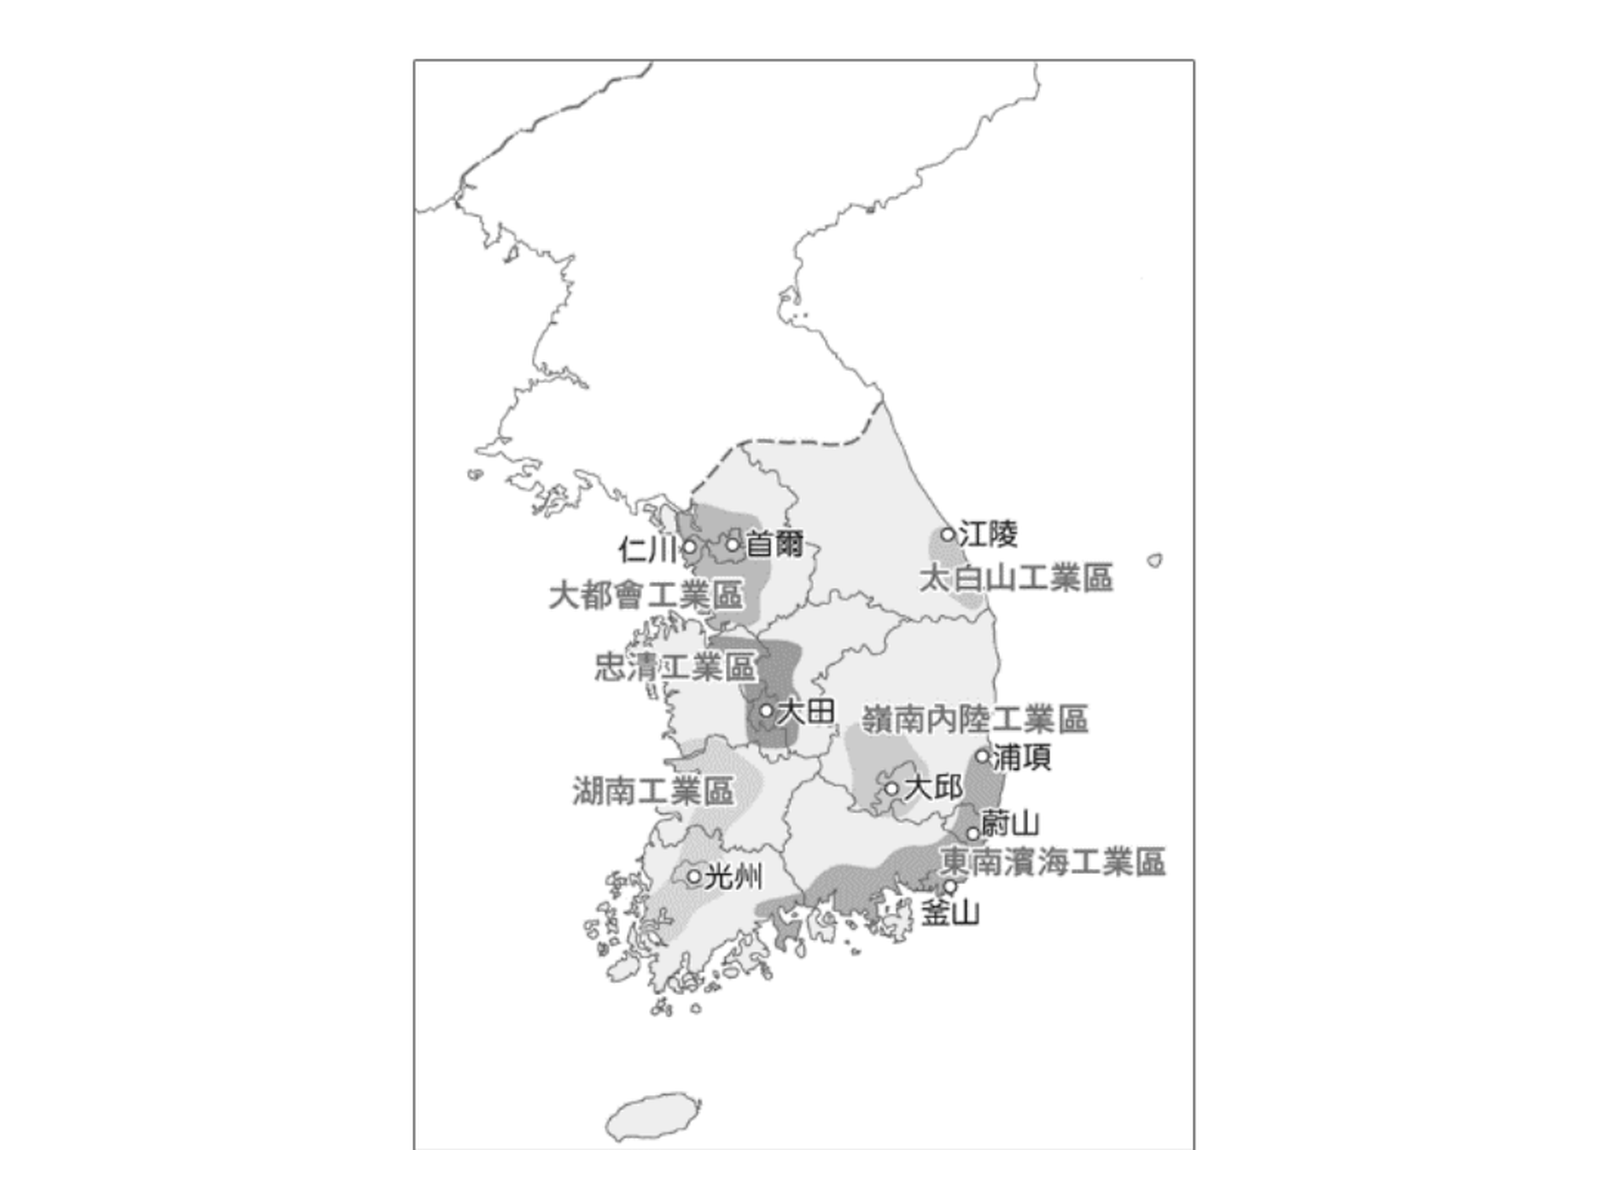 江陵
仁川
首爾
太白山工業區
大都會工業區
忠清工業區
大田
嶺南內陸工業區
浦項
湖南工業區
大邱
蔚山
東南濱海工業區
光州
釜山